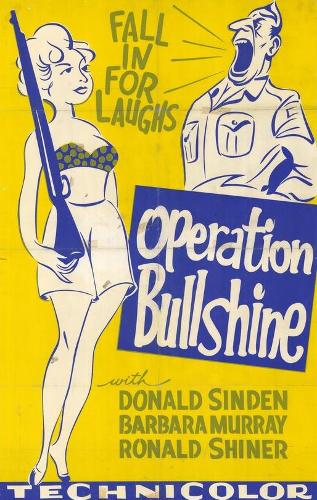 FALL
IN
FOR
LAUGHS
Operation
Bullshine
with
DONALD SINDEN
BARBARA MURRAY
RONALD SHINER
TECHNICOLOR